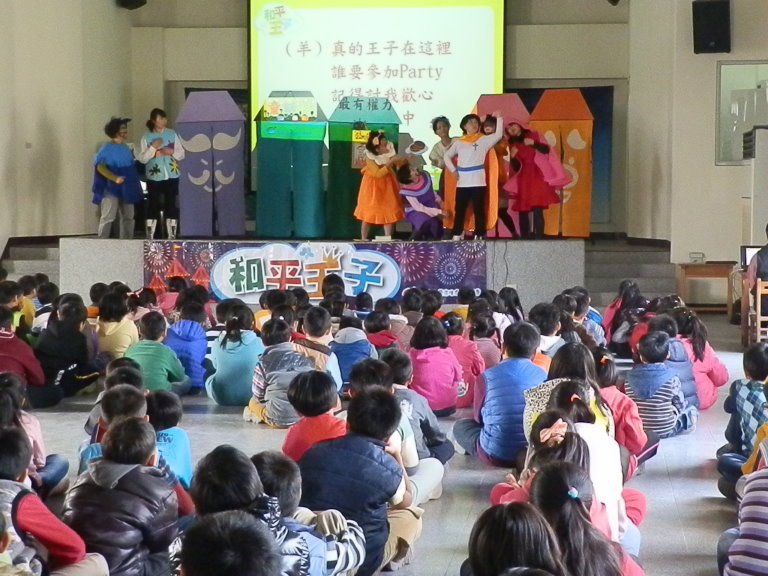 和平
王子
（羊）真的王子在這裡
誰要參加Party
記得討我歡心
最有權力
中
和平王子